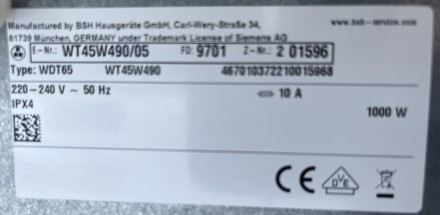 Manufactured by BSH Hausgeräte GmbH, Carl-Wery-Straße 34,
www.bsh-service.com
81739 München, GERMANY under Trademark License of Siemens AG
E-Nr.: WT45W490/05 FD: 9701 Z-Nr: 201596
Type: WDT65 WT45W490 467010372210015968
220-240 V ~ 50 Hz 10 A
IPX4 1000 W
CE DVE